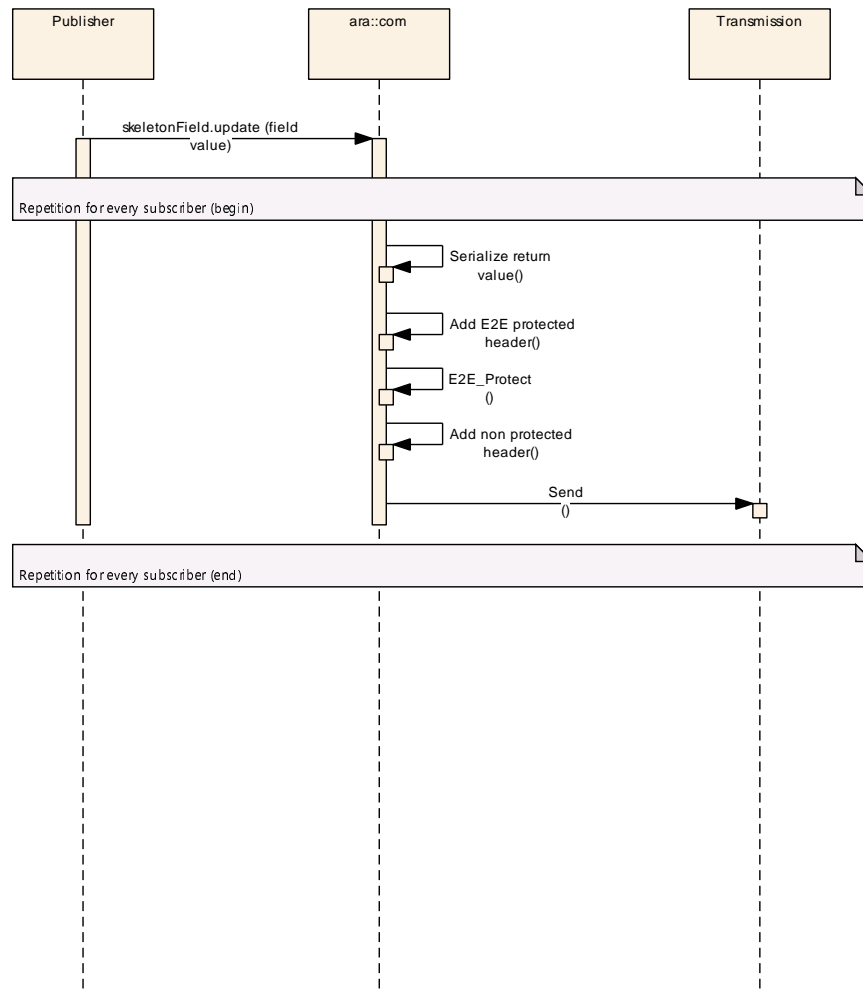 Publisher
ara::com
Transmission
skeletonField.update (field
value)
Repetition for every subscriber (begin)
Serialize return
value()
Add E2E protected
header()
E2E_Protect
()
Add non protected
header()
Send
()
Repetition for every subscriber (end)